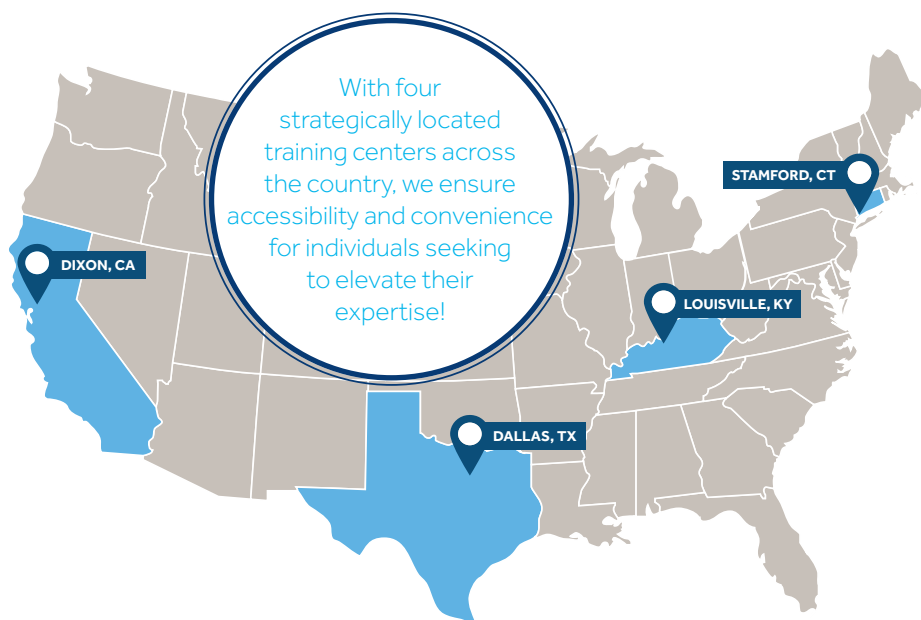 With four
strategically located
training centers across
the country, we ensure
accessibility and convenience
for individuals seeking
to elevate their
expertise!
STAMFORD, CT
DIXON, CA
LOUISVILLE, KY
DALLAS, TX